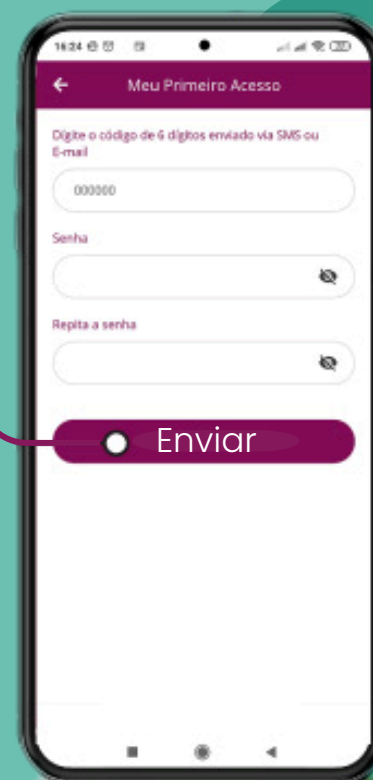 16:24
Meu Primeiro Acesso
Digite o código de 6 dígitos enviado via SMS ou
E-mail
000000
Senha
Repita a senha
Enviar